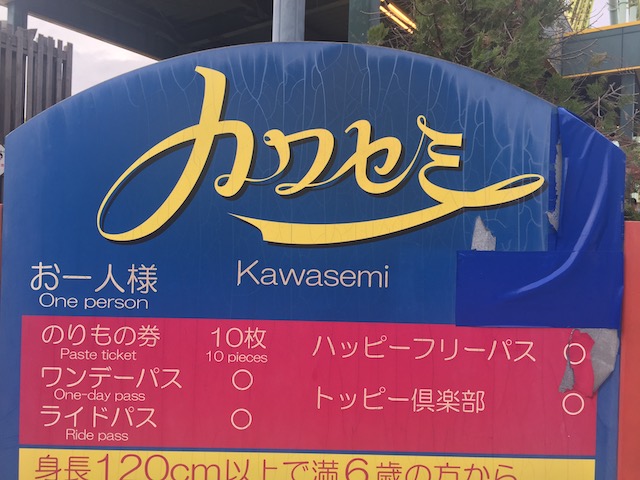 カワセミ
お一人様 Kawasemi
One person
のりもの券 10枚 ハッピーフリーパス ○
Paste ticket 10 pieces
ワンデーパス ○ トッピー倶楽部 ○
One-day pass
ライドパス ○
Ride pass
身長120cm以上で満6歳の方から